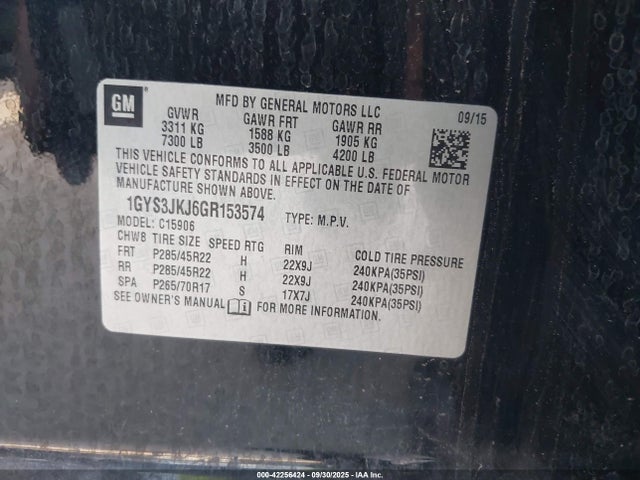 GM
MFD BY GENERAL MOTORS LLC 09/15
GVWR GAWR FRT GAWR RR
3311 KG 1588 KG 1905 KG
7300 LB 3500 LB 4200 LB
THIS VEHICLE CONFORMS TO ALL APPLICABLE U.S. FEDERAL MOTOR
VEHICLE SAFETY STANDARDS IN EFFECT ON THE DATE OF
MANUFACTURE SHOWN ABOVE.
1GYS3JKJ6GR153574 TYPE: M.P.V.
MODEL: C15906
CHWB TIRE SIZE SPEED RTG RIM COLD TIRE PRESSURE
FRT P285/45R22 H 22X9J 240KPA(35PSI)
RR P285/45R22 H 22X9J 240KPA(35PSI)
SPA P265/70R17 S 17X7J 240KPA(35PSI)
SEE OWNER'S MANUAL FOR MORE INFORMATION.
000-42256424 - 09/30/2025 - IAA Inc.